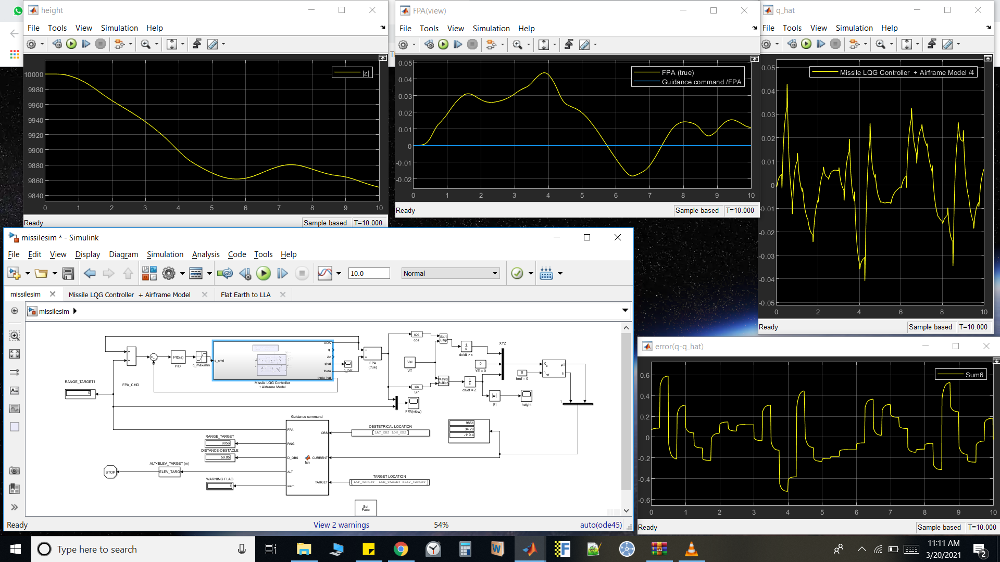 height
File Tools View Simulation Help
|z|
10000
9980
9960
9940
9920
9900
9880
9860
9840
0 1 2 3 4 5 6 7 8 9 10
Ready
Sample based
T=10.000
FPA(view)
File Tools View Simulation Help
FPA (true)
Guidance command /FPA
0.05
0.04
0.03
0.02
0.01
0
-0.01
-0.02
0 1 2 3 4 5 6 7 8 9 10
Ready
Sample based
T=10.000
q_hat
File Tools View Simulation Help
Missile LQG Controller + Airframe Model /4
0.05
0.04
0.03
0.02
0.01
0
-0.01
-0.02
-0.03
-0.04
-0.05
0 2 4 6 8 10
Ready
Sample based
T=10.000
missilesim * - Simulink
File Edit View Display Diagram Simulation Analysis Code Tools Help
10.0
Normal
missilesim
Missile LQG Controller + Airframe Model
Flat Earth to LLA
missilesim
RANGE_TARGET1
0
FPA_CMD
PID(s)
PID
q_max/min
q_cmd
AOA
q
Az
qhat
theta
theta_hat
Missile LQG Controller
+ Airframe Model
q_hat
FPA
(true)
cos
cos
Vel
VT
sin
Sin
Matrix
Multiply
1
s
dx/dt > x
0
YE = 0
1
s
dz/dt = Z
XYZ
|u|
|z|
height
FPA(view)
0
href = 0
X
e
h
ref
μ l
h
1
9851
34.29
-119.4
Guidance command
FPA
RNG
D_OBS
ALT
warn
OBS
CURRENT
TARGET
fcn
OBSTETRICAL LOCATION
[LAT_OBS LON_OBS]
RANGE_TARGET
9056
DISTANCE-OBSTACLE
59.85
ALT<ELEV_TARGET (m)
ELEV_TARG
STOP
WARNING FLAG
1
TARGET LOCATION
[LAT_TARGET LON_TARGET ELEV_TARGET]
Set
Pace
Ready
View 2 warnings
54%
auto(ode45)
error(q-q_hat)
Sum6
0.6
0.4
0.2
0
-0.2
-0.4
-0.6
0 1 2 3 4 5 6 7 8 9 10
Ready
Sample based
T=10.000
Type here to search
11:11 AM
3/20/2021
2